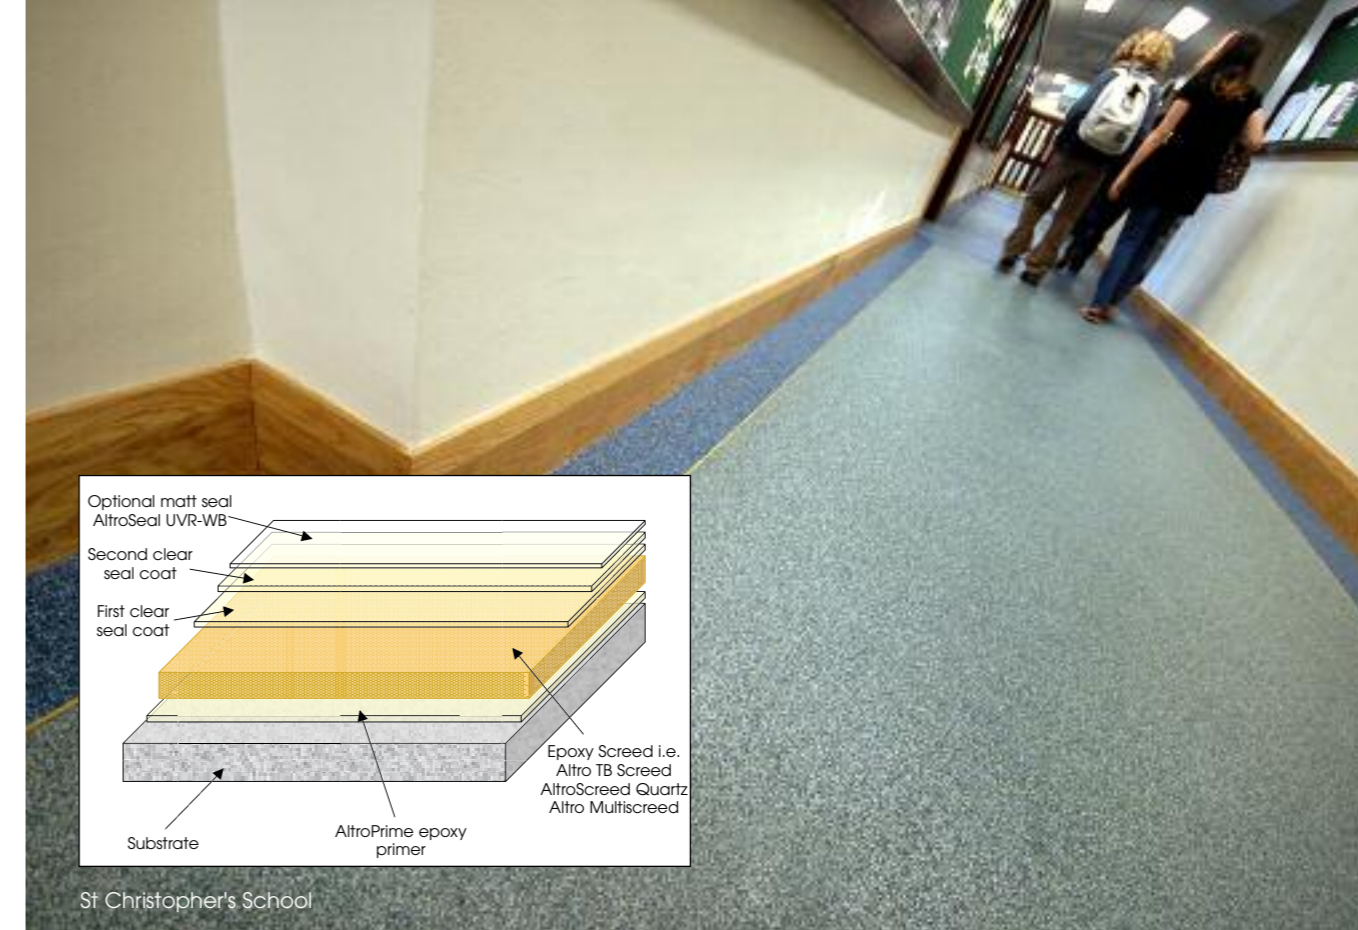 Optional matt seal
AltroSeal UVR-WB
Second clear
seal coat
First clear
seal coat
Epoxy Screed i.e.
Altro TB Screed
AltroScreed Quartz
Altro Multiscreed
AltroPrime epoxy
primer
Substrate
St Christopher's School